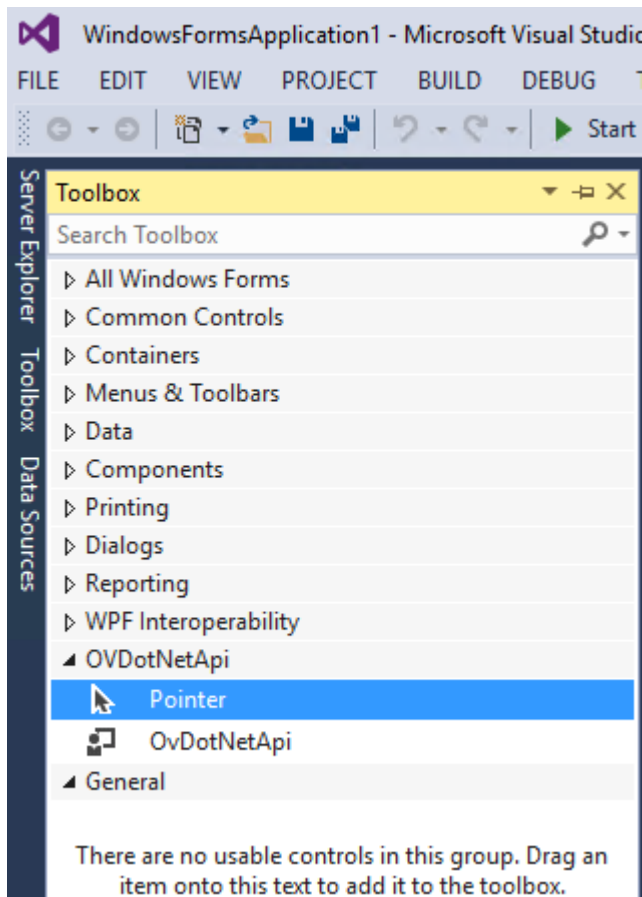 WindowsFormsApplication1 - Microsoft Visual Studio
FILE EDIT VIEW PROJECT BUILD DEBUG
Start
Server Explorer
Toolbox
Data Sources
Toolbox
Search Toolbox
All Windows Forms
Common Controls
Containers
Menus & Toolbars
Data
Components
Printing
Dialogs
Reporting
WPF Interoperability
OVDotNetApi
Pointer
OvDotNetApi
General
There are no usable controls in this group. Drag an
item onto this text to add it to the toolbox.